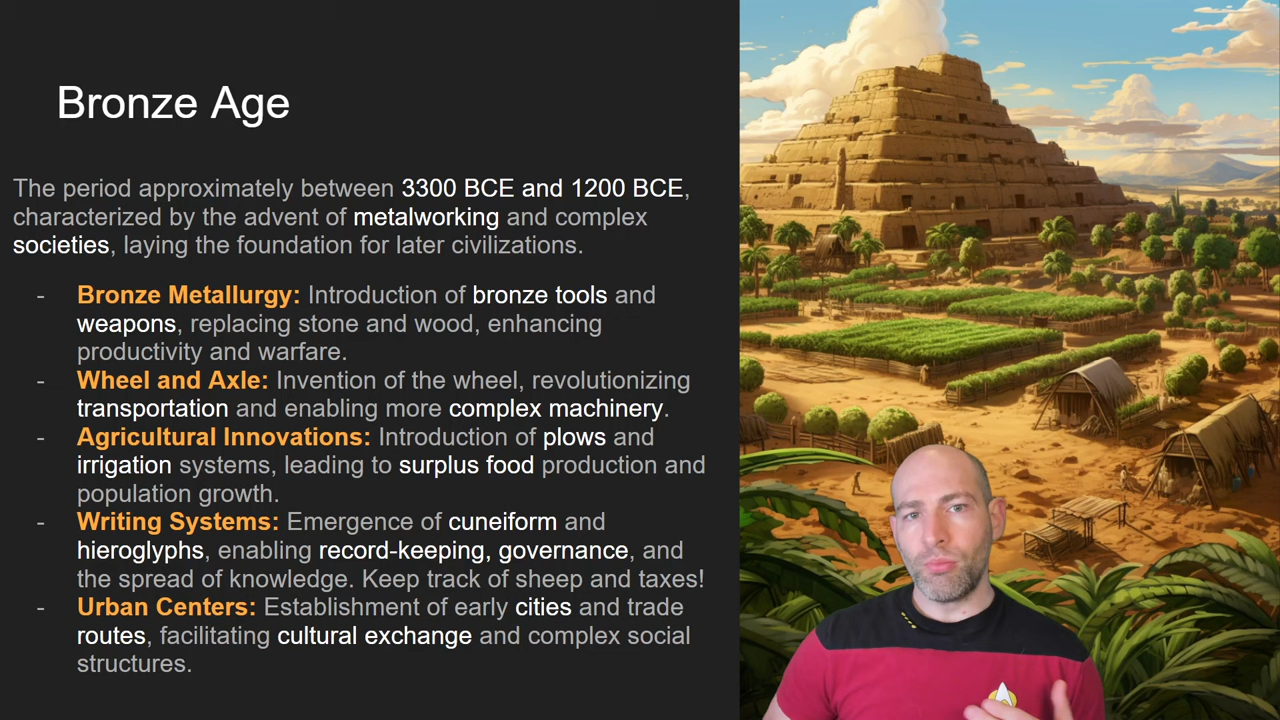 Bronze Age
The period approximately between 3300 BCE and 1200 BCE,
characterized by the advent of metalworking and complex
societies, laying the foundation for later civilizations.
- Bronze Metallurgy: Introduction of bronze tools and
weapons, replacing stone and wood, enhancing
productivity and warfare.
- Wheel and Axle: Invention of the wheel, revolutionizing
transportation and enabling more complex machinery.
- Agricultural Innovations: Introduction of plows and
irrigation systems, leading to surplus food production and
population growth.
- Writing Systems: Emergence of cuneiform and
hieroglyphs, enabling record-keeping, governance, and
the spread of knowledge. Keep track of sheep and taxes!
- Urban Centers: Establishment of early cities and trade
routes, facilitating cultural exchange and complex social
structures.